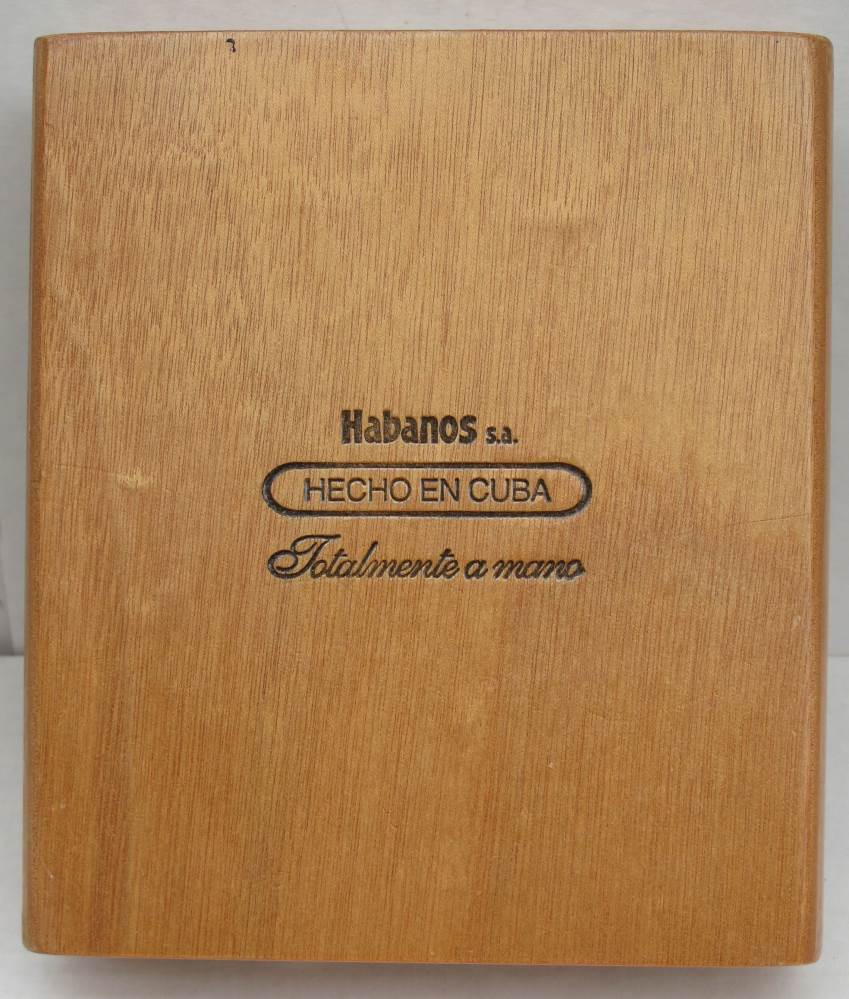 Habanos s.a.
HECHO EN CUBA
Totalmente a mano